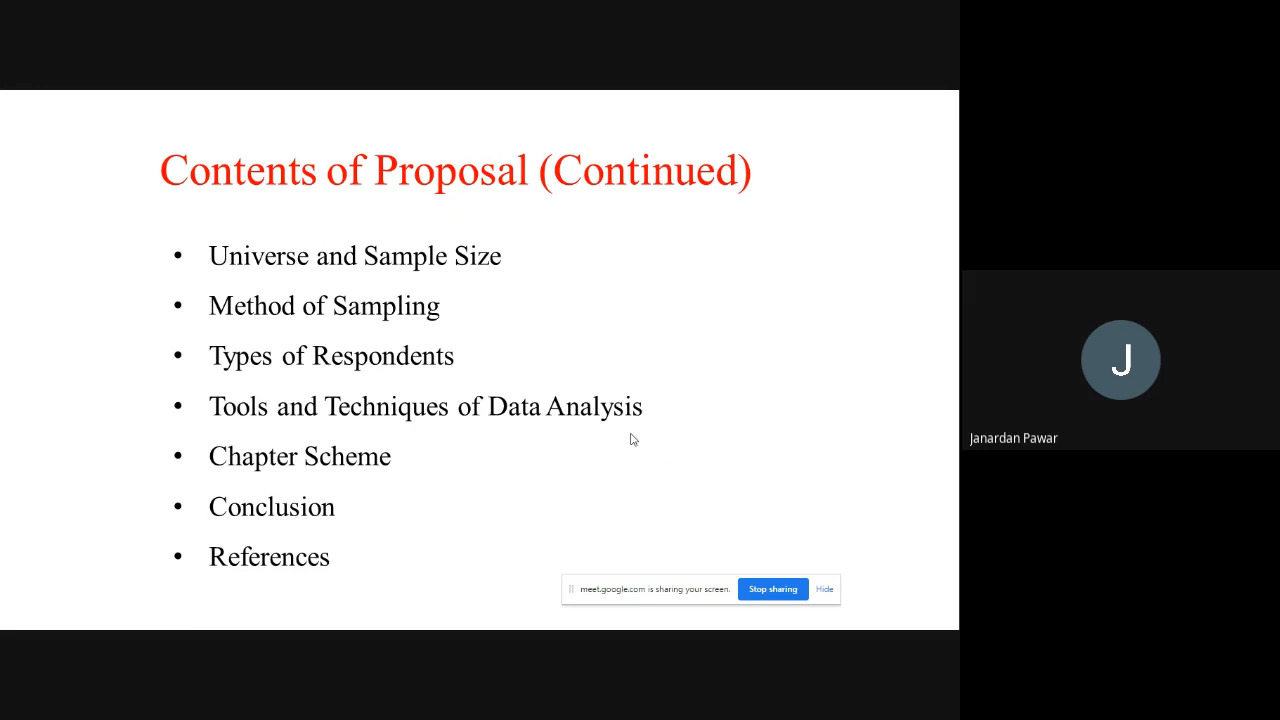 Contents of Proposal (Continued)
• Universe and Sample Size
• Method of Sampling
• Types of Respondents
• Tools and Techniques of Data Analysis
• Chapter Scheme
• Conclusion
• References
meet.google.com is sharing your screen. Stop sharing Hide
J
Janardan Pawar